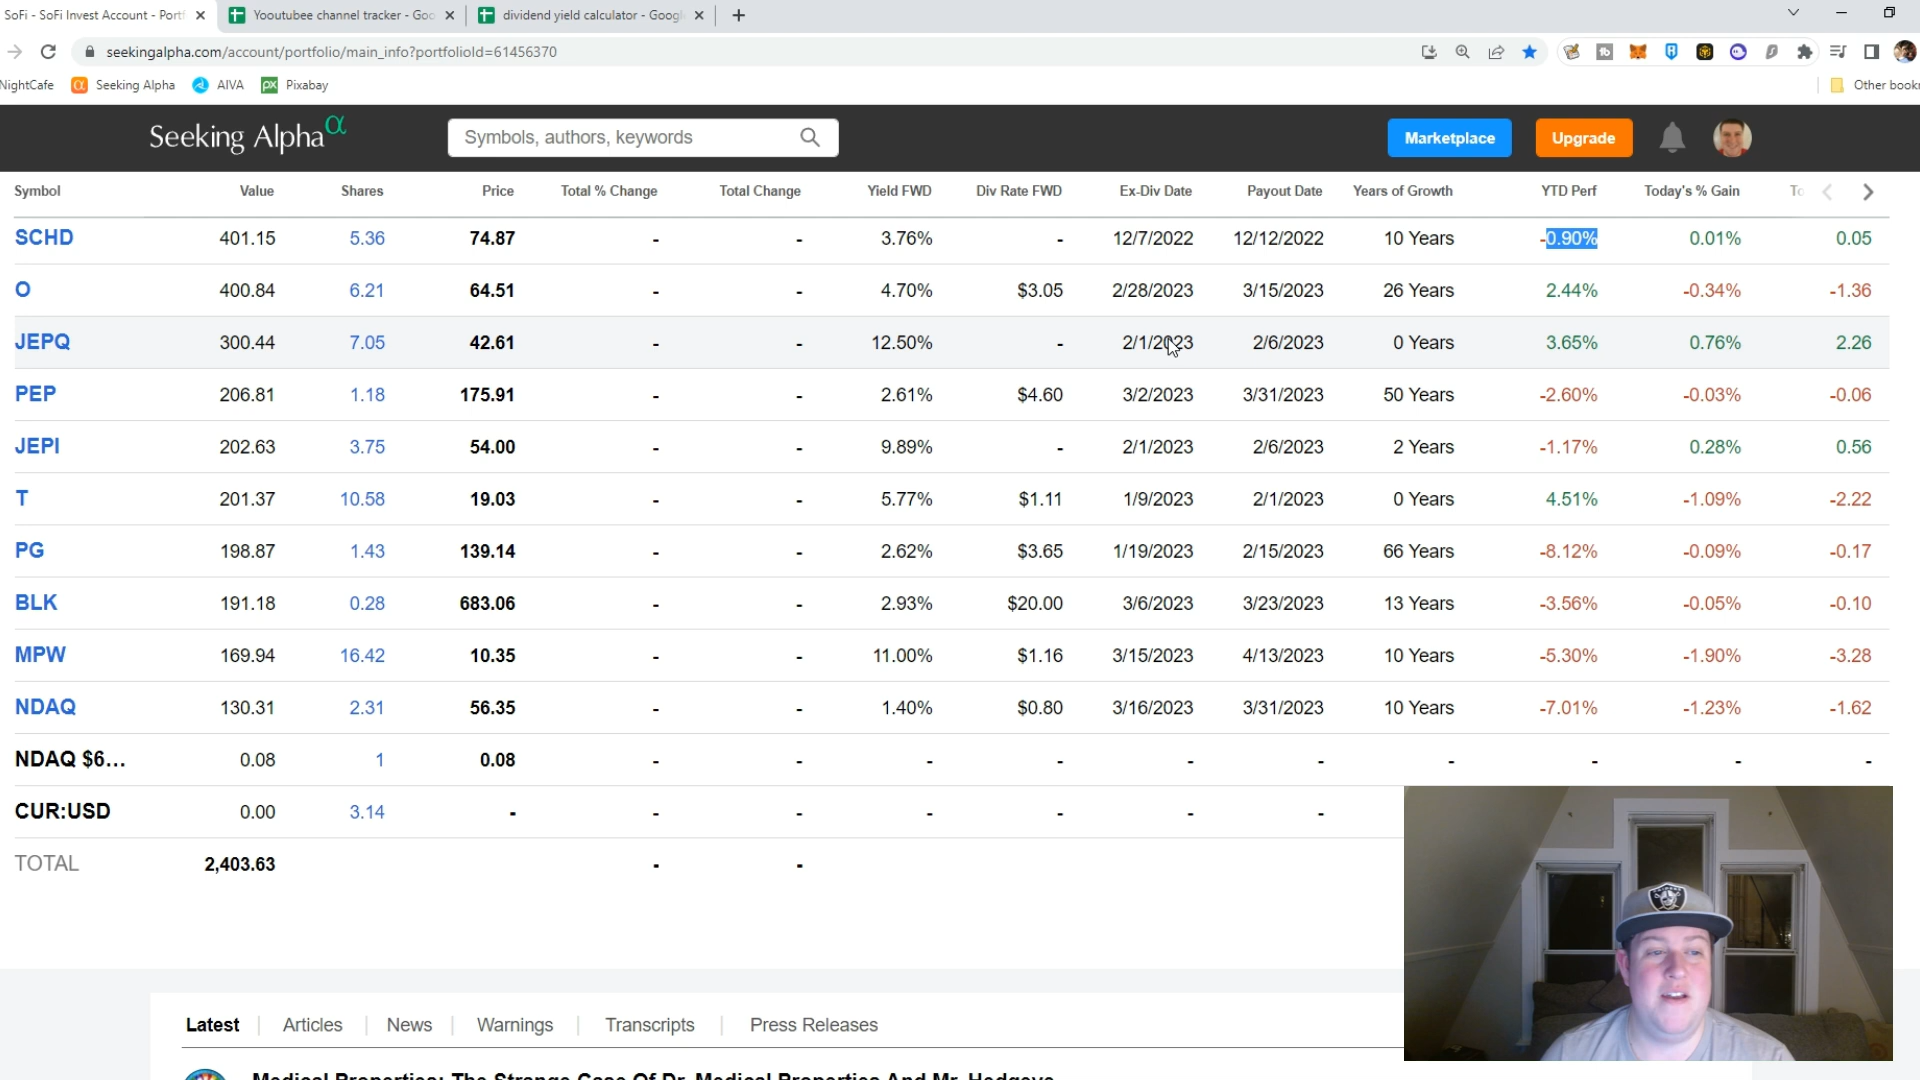 SoFi - SoFi Invest Account - Portf
Yooutubee channel tracker - Goo
dividend yield calculator - Googl
seekingalpha.com/account/portfolio/main_info?portfolioId=61456370
NightCafe Seeking Alpha AIVA px Pixabay Other bookm
Seeking Alpha α Symbols, authors, keywords Marketplace Upgrade
Symbol Value Shares Price Total % Change Total Change Yield FWD Div Rate FWD Ex-Div Date Payout Date Years of Growth YTD Perf Today's % Gain To
SCHD 401.15 5.36 74.87 - - 3.76% - 12/7/2022 12/12/2022 10 Years -0.90% 0.01% 0.05
O 400.84 6.21 64.51 - - 4.70% $3.05 2/28/2023 3/15/2023 26 Years 2.44% -0.34% -1.36
JEPQ 300.44 7.05 42.61 - - 12.50% - 2/1/2023 2/6/2023 0 Years 3.65% 0.76% 2.26
PEP 206.81 1.18 175.91 - - 2.61% $4.60 3/2/2023 3/31/2023 50 Years -2.60% -0.03% -0.06
JEPI 202.63 3.75 54.00 - - 9.89% - 2/1/2023 2/6/2023 2 Years -1.17% 0.28% 0.56
T 201.37 10.58 19.03 - - 5.77% $1.11 1/9/2023 2/1/2023 0 Years 4.51% -1.09% -2.22
PG 198.87 1.43 139.14 - - 2.62% $3.65 1/19/2023 2/15/2023 66 Years -8.12% -0.09% -0.17
BLK 191.18 0.28 683.06 - - 2.93% $20.00 3/6/2023 3/23/2023 13 Years -3.56% -0.05% -0.10
MPW 169.94 16.42 10.35 - - 11.00% $1.16 3/15/2023 4/13/2023 10 Years -5.30% -1.90% -3.28
NDAQ 130.31 2.31 56.35 - - 1.40% $0.80 3/16/2023 3/31/2023 10 Years -7.01% -1.23% -1.62
NDAQ $6... 0.08 1 0.08 - - - - - - - - - -
CUR:USD 0.00 3.14 - - - - - - -
TOTAL 2,403.63 - -
Latest Articles News Warnings Transcripts Press Releases
Medical Properties: The Strange Case Of Dr. Medical Properties And Mr. Hedgeye